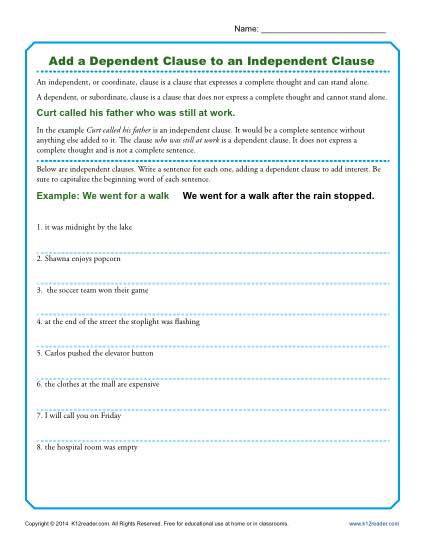 Name: ____________________________
Add a Dependent Clause to an Independent Clause
An independent, or coordinate, clause is a clause that expresses a complete thought and can stand alone.
A dependent, or subordinate, clause is a clause that does not express a complete thought and cannot stand alone.
Curt called his father who was still at work.
In the example Curt called his father is an independent clause. It would be a complete sentence without
anything else added to it. The clause who was still at work is a dependent clause. It does not express a
complete thought and is not a complete sentence.
Below are independent clauses. Write a sentence for each one, adding a dependent clause to add interest. Be
sure to capitalize the beginning word of each sentence.
Example: We went for a walk We went for a walk after the rain stopped.
1. it was midnight by the lake
2. Shawna enjoys popcorn
3. the soccer team won their game
4. at the end of the street the stoplight was flashing
5. Carlos pushed the elevator button
6. the clothes at the mall are expensive
7. I will call you on Friday
8. the hospital room was empty
Copyright © 2014 K12reader.com. All Rights Reserved. Free for educational use at home or in classrooms. www.k12reader.com